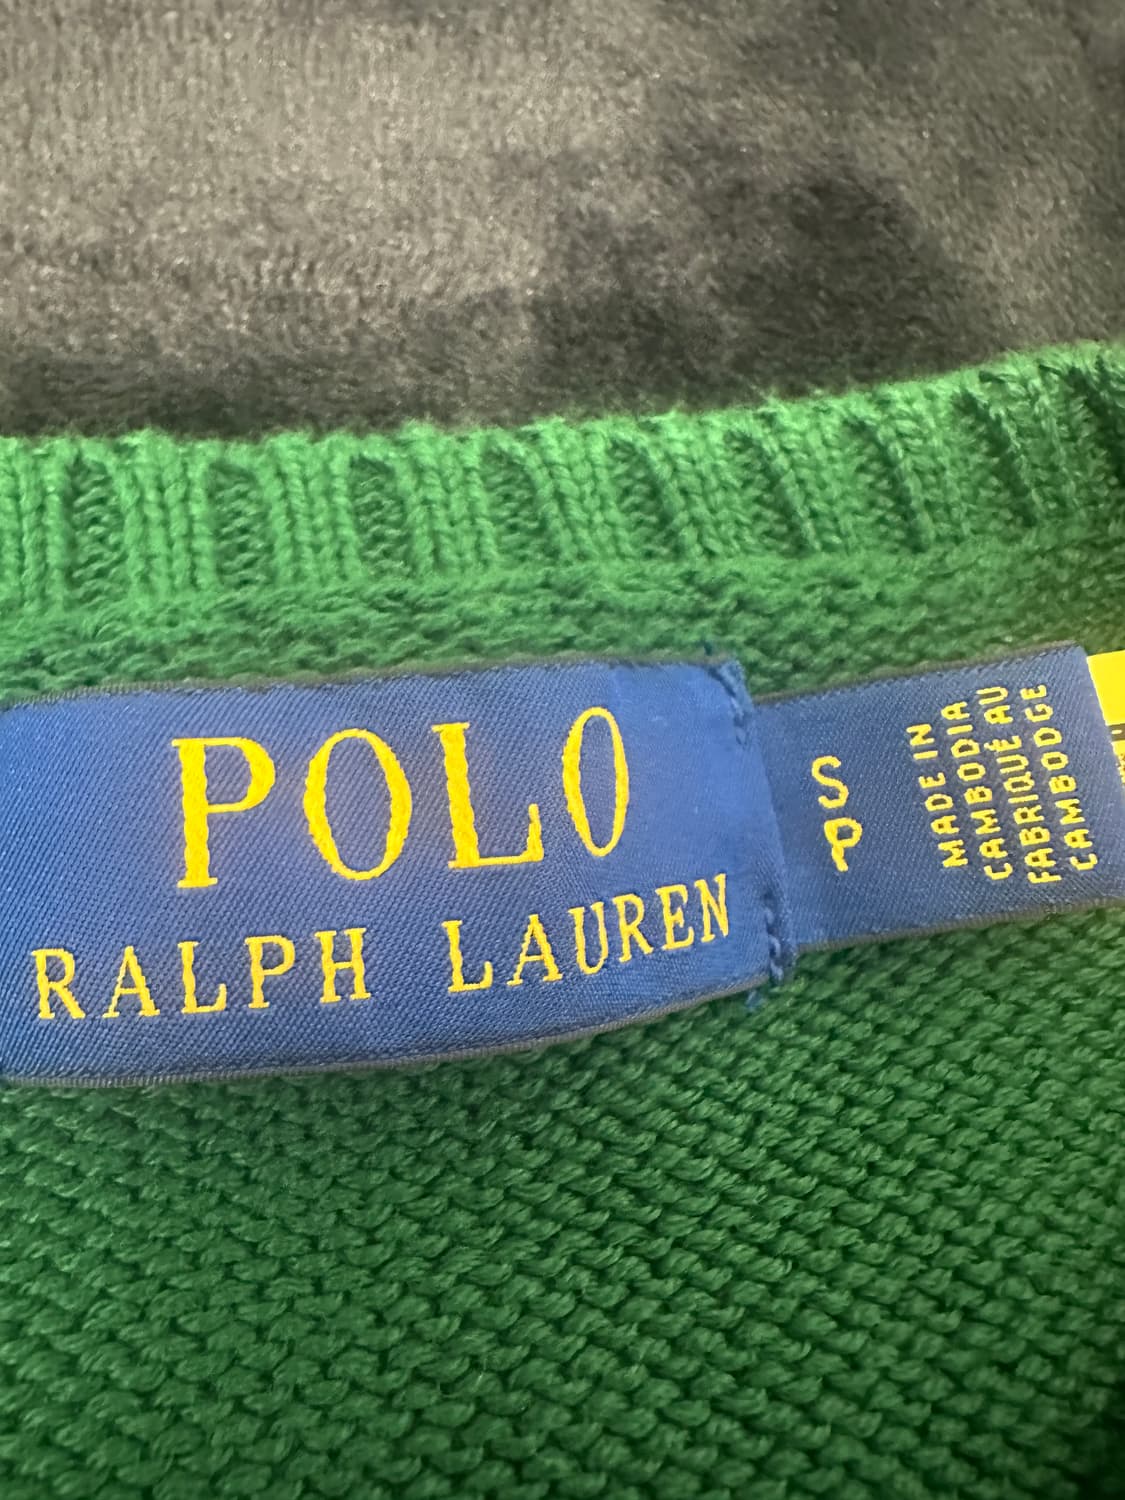 POLO
RALPH LAUREN
S
P
MADE IN
CAMBODIA
FABRIQUÉ AU
CAMBODGE